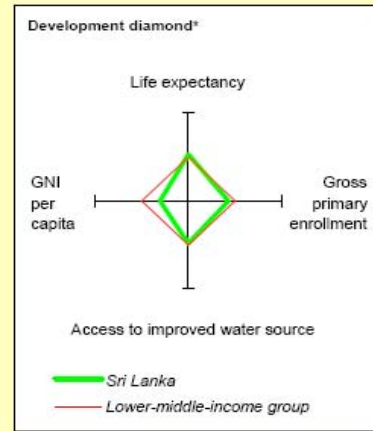 Development diamond*
Life expectancy
GNI
per
capita
Gross
primary
enrollment
Access to improved water source
Sri Lanka
Lower-middle-income group